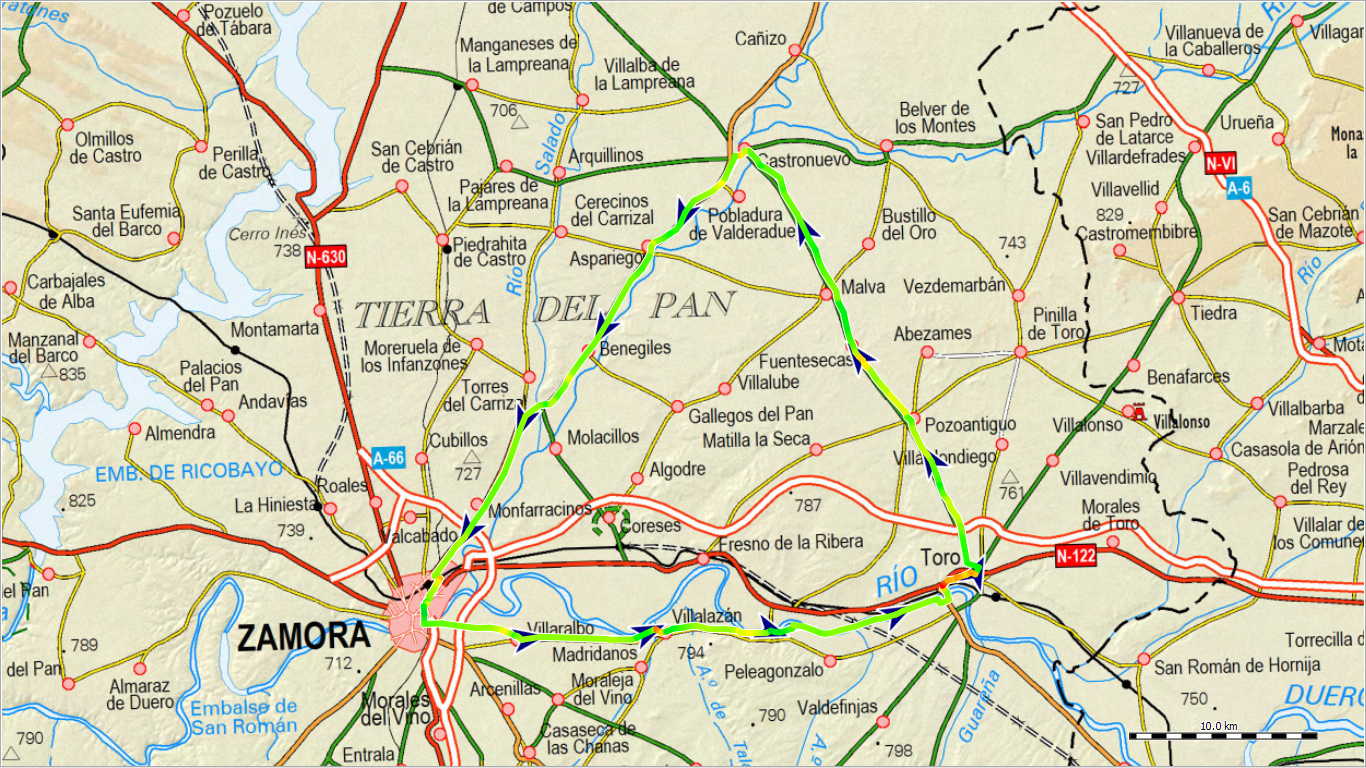 atones
Pozuelo
de Tábara
de Campos
Cañizo
Villanueva de
la Caballeros
Villagar
Manganeses de
la Lampreana
Villalba de
la Lampreana
706
727
Belver de
los Montes
Olmillos
de Castro
Perilla
de Castro
San Cebrián
de Castro
Salado
Arquillinos
Castronuevo
San Pedro
de Latarce
Villardefrades
Urueña
Mona
la
N-VI
A-6
Pajares de
la Lampreana
Santa Eufemia
del Barco
Cerro Inés
738
Cerecinos
del Carrizal
Pobladura
de Valderaduey
Bustillo
del Oro
Villavellid
829
Castromembibre
San Cebrián
de Mazote
N-630
Piedrahita
de Castro
Aspariegos
743
Río
Río
Carbajales
de Alba
Malva
Vezdemarbán
TIERRA DEL PAN
Montamarta
Pinilla
de Toro
Tiedra
Manzanal
del Barco
835
Moreruela de
los Infanzones
Benegiles
Abezames
Mota
Palacios
del Pan
Andavías
Torres
del Carrizal
Fuentesecas
Villalube
Benafarces
Almendra
Cubillos
727
Gallegos del Pan
Pozoantiguo
Villalonso
Villalonso
Villalbarba
Marzale
A-66
Molacillos
Matilla la Seca
Villavendimio
Casasola de Arión
EMB. DE RICOBAYO
Algodre
761
Pedrosa
del Rey
825
Roales
La Hiniesta
739
Monfarracinos
787
Morales
de Toro
Valcabado
Coreses
Villalar de
los Comune
Fresno de la Ribera
Toro
N-122
el Pan
RÍO
ZAMORA
Villaralbo
Villalazán
789
712
Madridanos
784
Peleagonzalo
San Román de Hornija
Torrecilla d
del Pan
Almaraz
de Duero
Embalse de
San Román
Morales
del Vino
Arcenillas
Moraleja
del Vino
A.º de
Valdefinjas
Guareña
750
DUERO
790
790
Casaseca de
las Chanas
Entrala
A.º
798
10.0 km